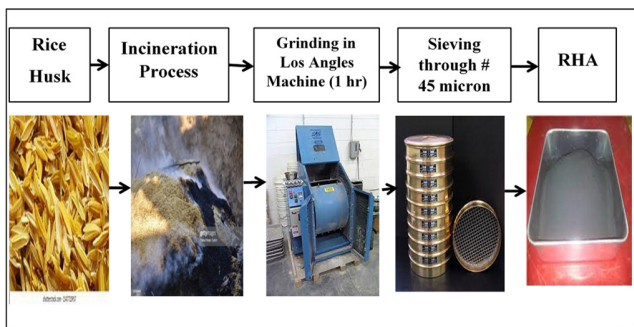 Rice
Husk
Incineration
Process
Grinding in
Los Angles
Machine (1 hr)
Sieving
through #
45 micron
RHA